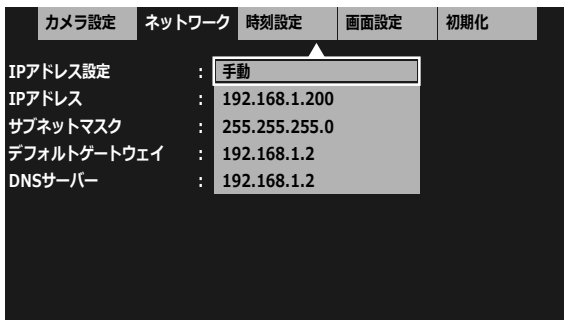 カメラ設定 ネットワーク 時刻設定 画面設定 初期化
IPアドレス設定 : 手動
IPアドレス : 192.168.1.200
サブネットマスク : 255.255.255.0
デフォルトゲートウェイ : 192.168.1.2
DNSサーバー : 192.168.1.2